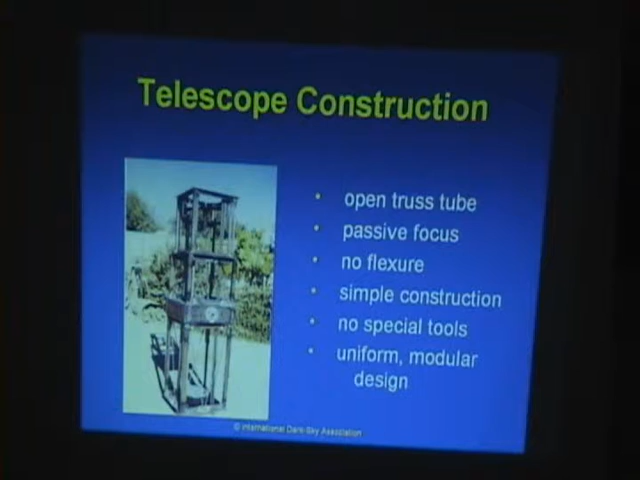 Telescope Construction
• open truss tube
• passive focus
• no flexure
• simple construction
• no special tools
• uniform, modular
design
© International Dark-Sky Association